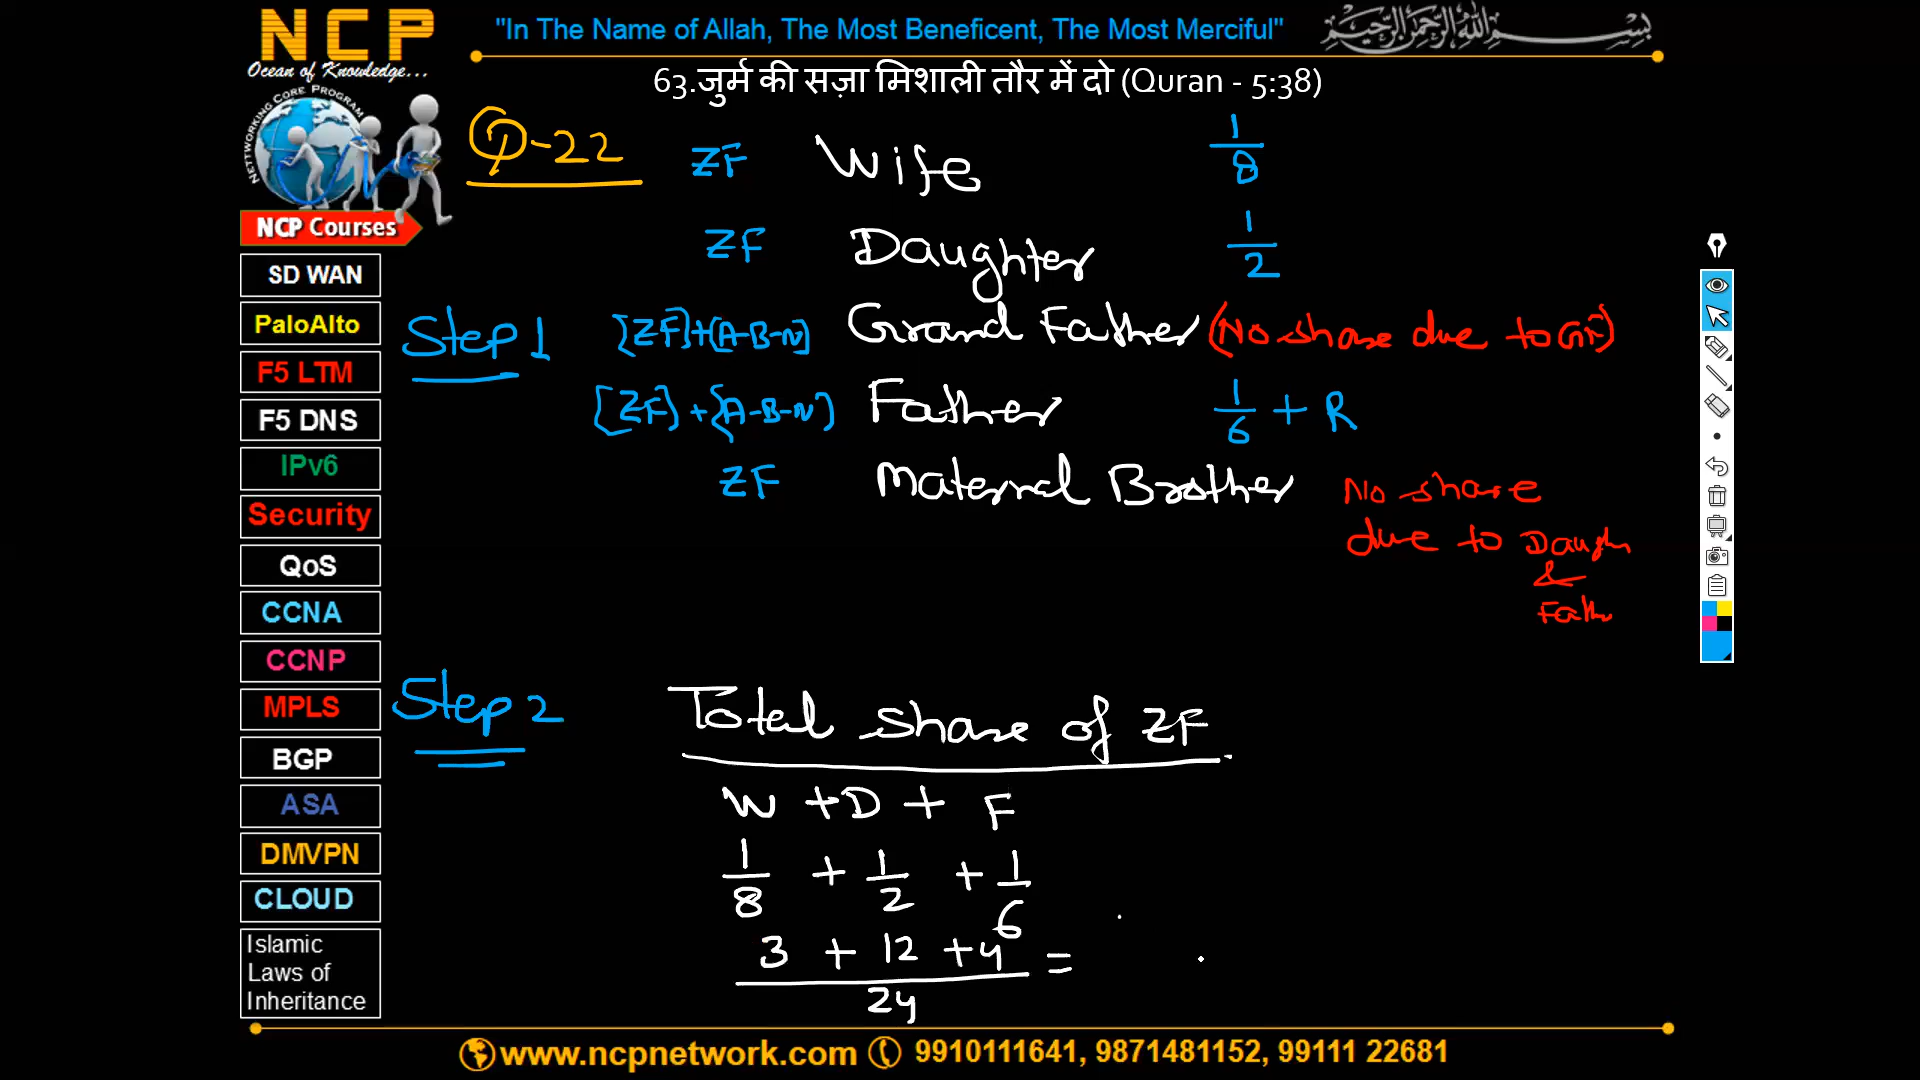 NCP
Ocean of Knowledge...
NETTWORKING CORE PROGRAM
"In The Name of Allah, The Most Beneficent, The Most Merciful"
بِسْمِ اللهِ الرَّحْمٰنِ الرَّحِيْمِ
63.जुर्म की सज़ा मिशाली तौर में दो (Quran - 5:38)
NCP Courses
SD WAN
PaloAlto
F5 LTM
F5 DNS
IPv6
Security
QoS
CCNA
CCNP
MPLS
BGP
ASA
DMVPN
CLOUD
Islamic
Laws of
Inheritance
Q-22
ZF Wife 1/8
ZF Daughter 1/2
Step 1 [ZF]+[A-B-N] Grand Father (No share due to GF)
[ZF]+[A-B-N] Father 1/6 + R
ZF Maternal Brother No share
due to Daugh
&
Fath
Step 2 Total share of ZF
W + D + F
1/8 + 1/2 + 1/6
3 + 12 + 4 =
24
www.ncpnetwork.com 9910111641, 9871481152, 99111 22681